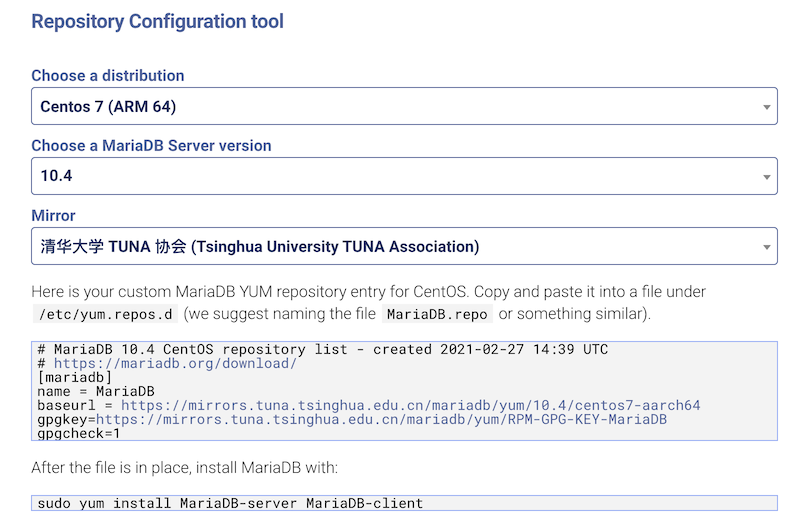 Repository Configuration tool
Choose a distribution
Centos 7 (ARM 64)
Choose a MariaDB Server version
10.4
Mirror
清华大学 TUNA 协会 (Tsinghua University TUNA Association)
Here is your custom MariaDB YUM repository entry for CentOS. Copy and paste it into a file under
/etc/yum.repos.d (we suggest naming the file MariaDB.repo or something similar).
# MariaDB 10.4 CentOS repository list - created 2021-02-27 14:39 UTC
# https://mariadb.org/download/
[mariadb]
name = MariaDB
baseurl = https://mirrors.tuna.tsinghua.edu.cn/mariadb/yum/10.4/centos7-aarch64
gpgkey=https://mirrors.tuna.tsinghua.edu.cn/mariadb/yum/RPM-GPG-KEY-MariaDB
gpgcheck=1
After the file is in place, install MariaDB with:
sudo yum install MariaDB-server MariaDB-client